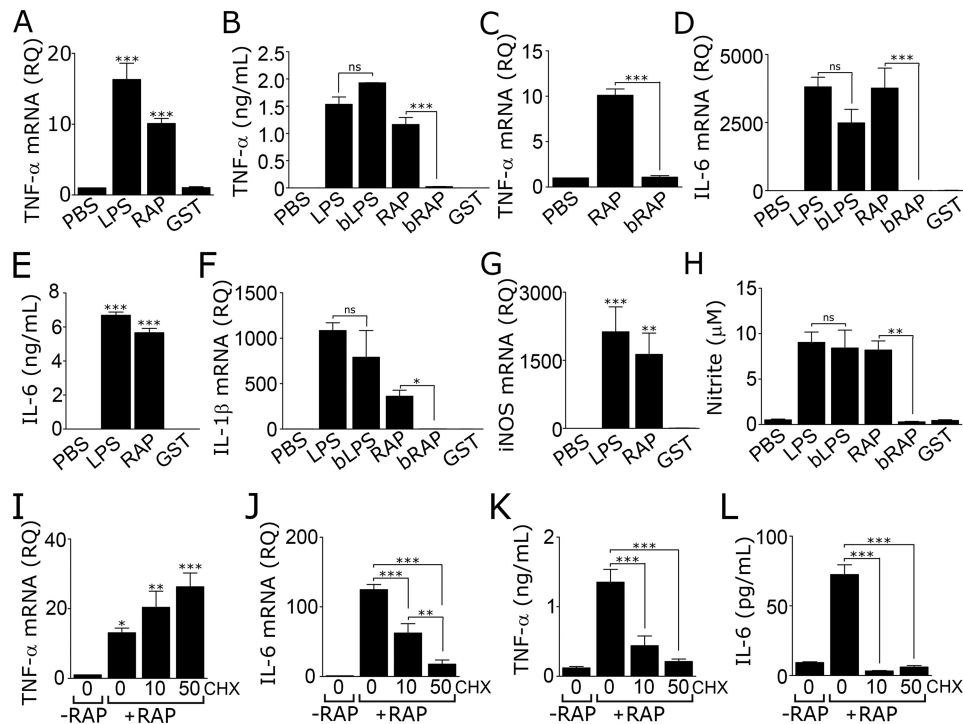 A
TNF-α mRNA (RQ)
20
10
0
***
***
PBS
LPS
RAP
GST
B
TNF-α (ng/mL)
2.5
2.0
1.5
1.0
0.5
0.0
ns
***
PBS
LPS
bLPS
RAP
bRAP
GST
C
TNF-α mRNA (RQ)
15
10
5
0
***
PBS
RAP
bRAP
D
IL-6 mRNA (RQ)
5000
2500
0
ns
***
PBS
LPS
bLPS
RAP
bRAP
GST
E
IL-6 (ng/mL)
8
6
4
2
0
***
***
PBS
LPS
RAP
GST
F
IL-1β mRNA (RQ)
1500
1000
500
0
ns
*
PBS
LPS
bLPS
RAP
bRAP
GST
G
iNOS mRNA (RQ)
3000
1500
0
***
**
PBS
LPS
RAP
GST
H
Nitrite (μM)
15
10
5
0
ns
**
PBS
LPS
bLPS
RAP
bRAP
GST
I
TNF-α mRNA (RQ)
40
20
0
*
**
***
0 0 10 50 CHX
-RAP +RAP
J
IL-6 mRNA (RQ)
200
100
0
***
***
**
0 0 10 50 CHX
-RAP +RAP
K
TNF-α (ng/mL)
2
1
0
***
***
0 0 10 50 CHX
-RAP +RAP
L
IL-6 (pg/mL)
100
50
0
***
***
0 0 10 50 CHX
-RAP +RAP